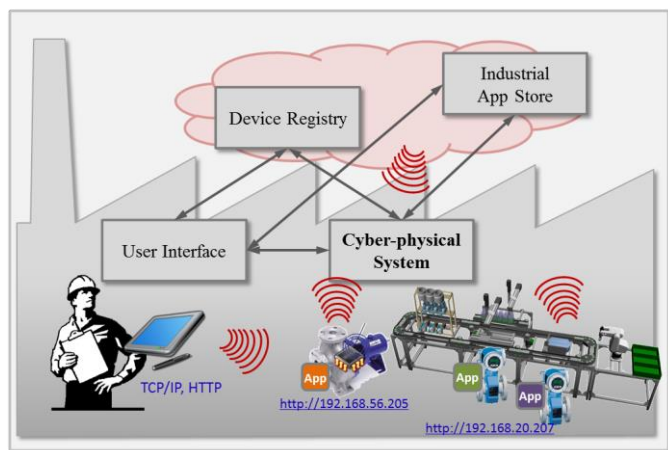 Industrial
App Store
Device Registry
User Interface
Cyber-physical
System
TCP/IP, HTTP
App
App
App
http://192.168.56.205
http://192.168.20.207